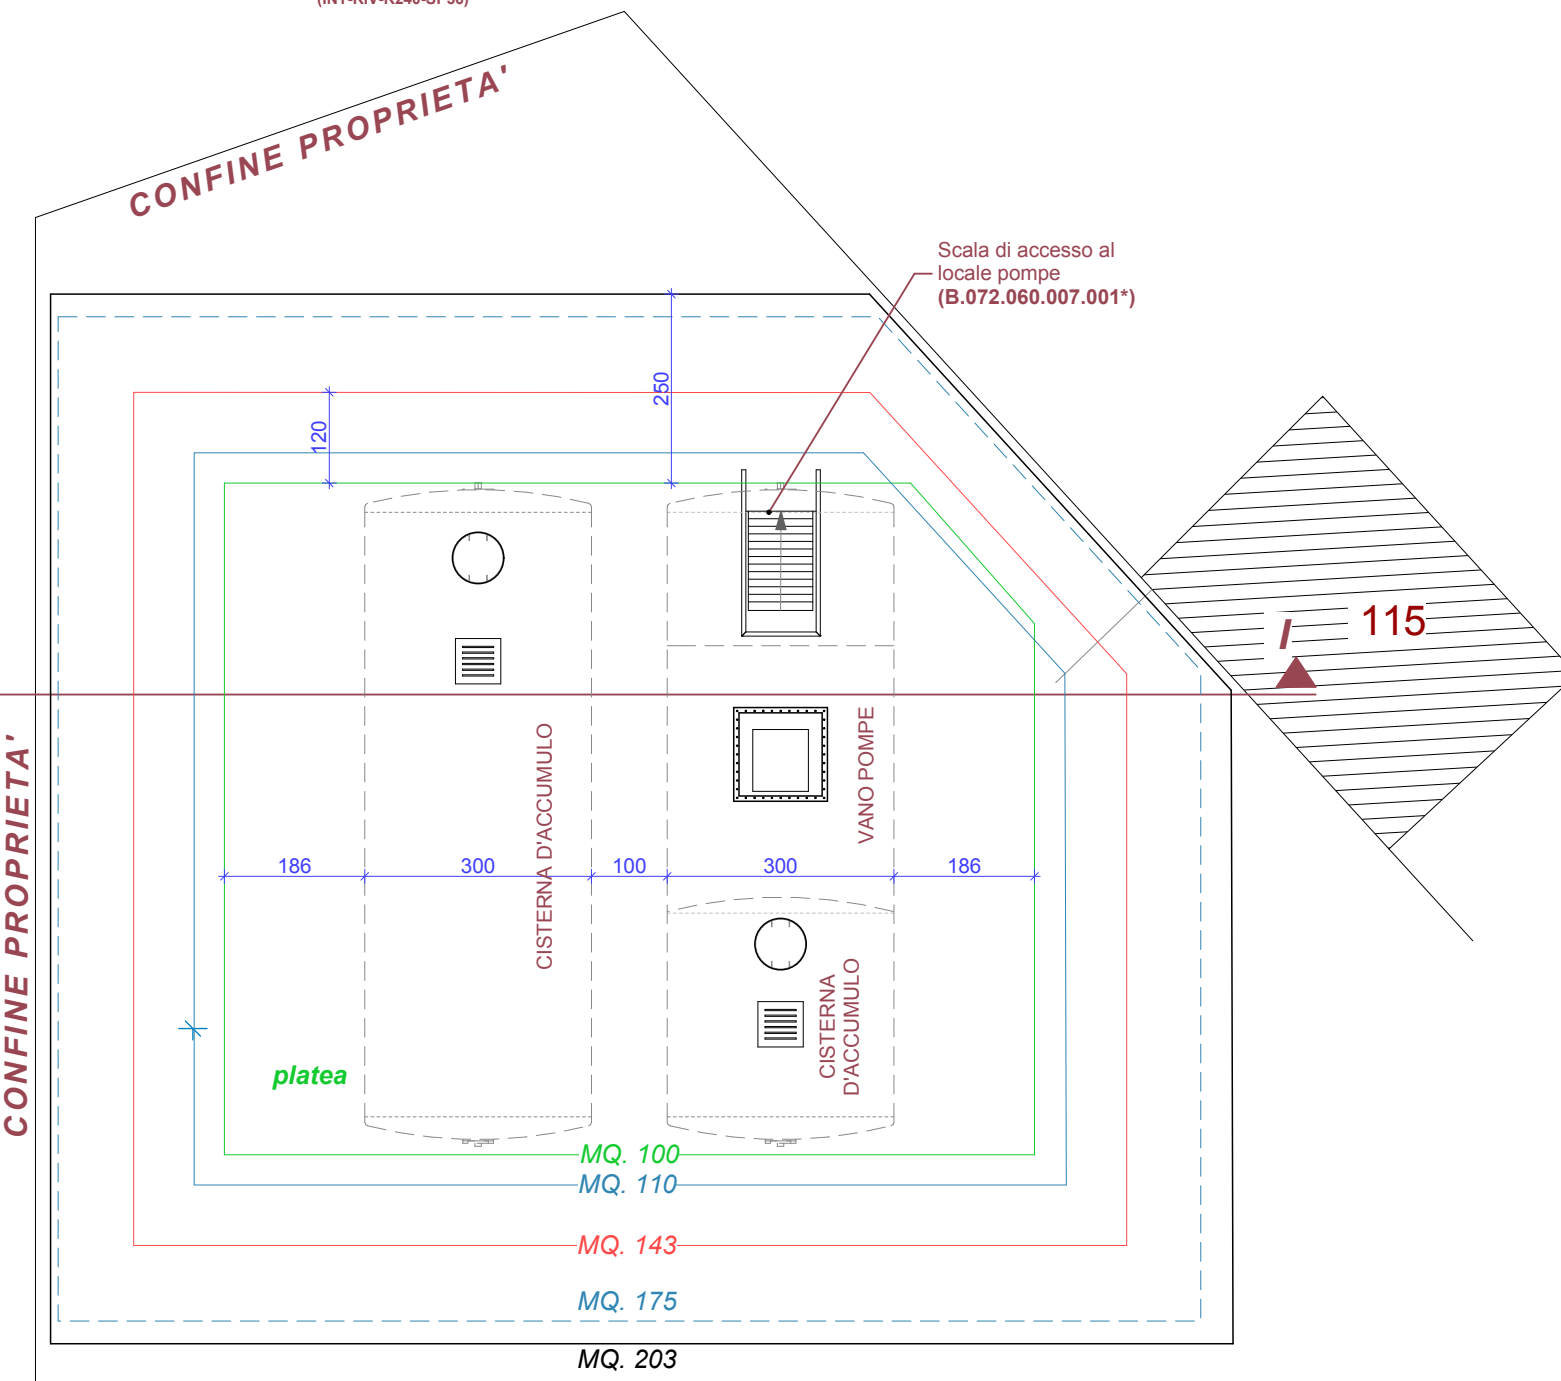 CONFINE PROPRIETA'
Scala di accesso al
locale pompe
(B.072.060.007.001*)
250
120
115
I
CONFINE PROPRIETA'
CISTERNA D'ACCUMULO
VANO POMPE
186
300
100
300
186
CISTERNA
D'ACCUMULO
platea
MQ. 100
MQ. 110
MQ. 143
MQ. 175
MQ. 203